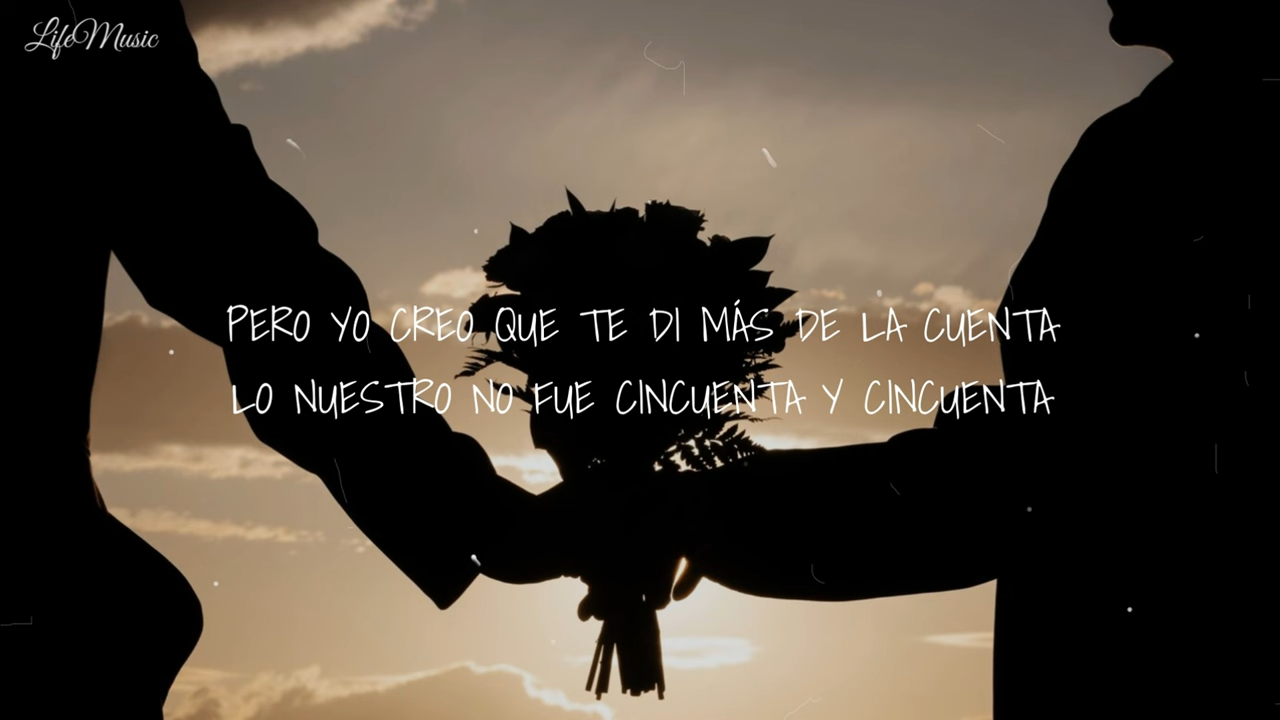 LifeMusic
PERO YO CREO QUE TE DI MÁS DE LA CUENTA
LO NUESTRO NO FUE CINCUENTA Y CINCUENTA